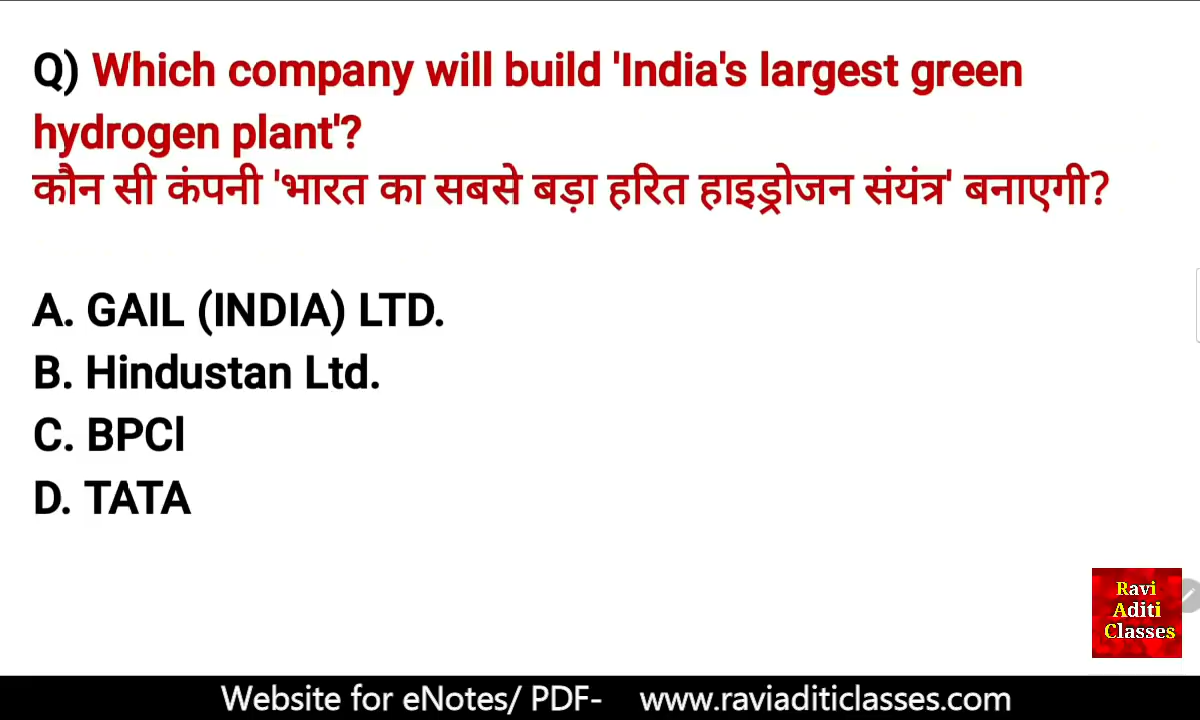 Q) Which company will build 'India's largest green
hydrogen plant'?
कौन सी कंपनी 'भारत का सबसे बड़ा हरित हाइड्रोजन संयंत्र' बनाएगी?
A. GAIL (INDIA) LTD.
B. Hindustan Ltd.
C. BPCl
D. TATA
Ravi
Aditi
Classes
Website for eNotes/ PDF- www.raviaditiclasses.com